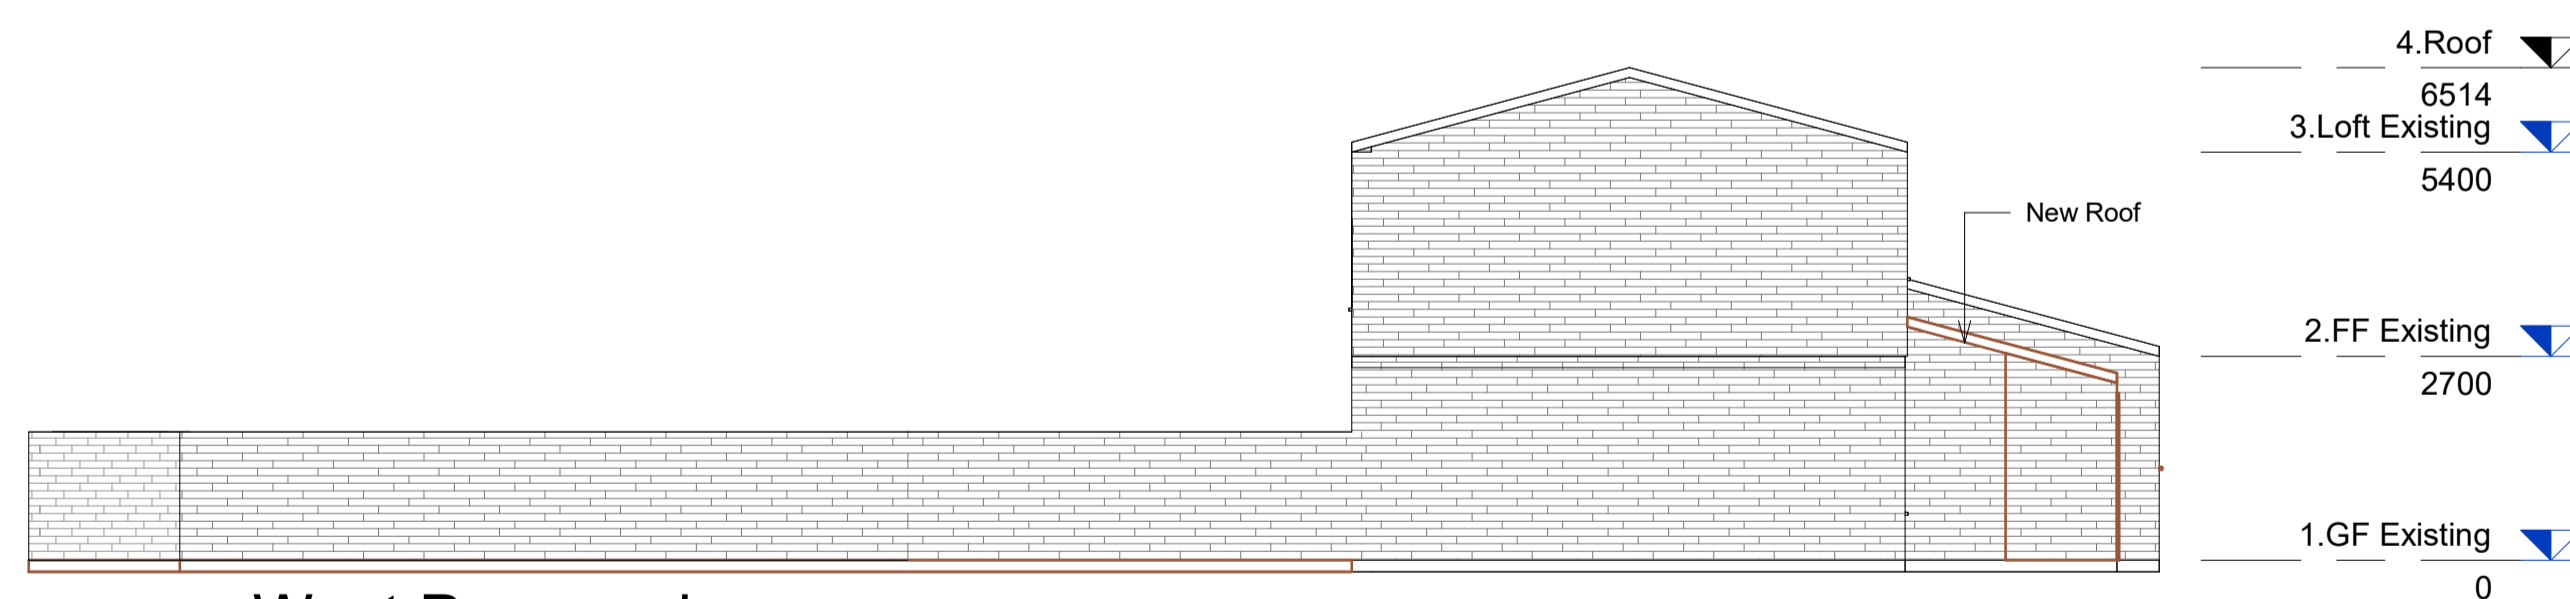 4.Roof
6514
3.Loft Existing
5400
New Roof
2.FF Existing
2700
1.GF Existing
0